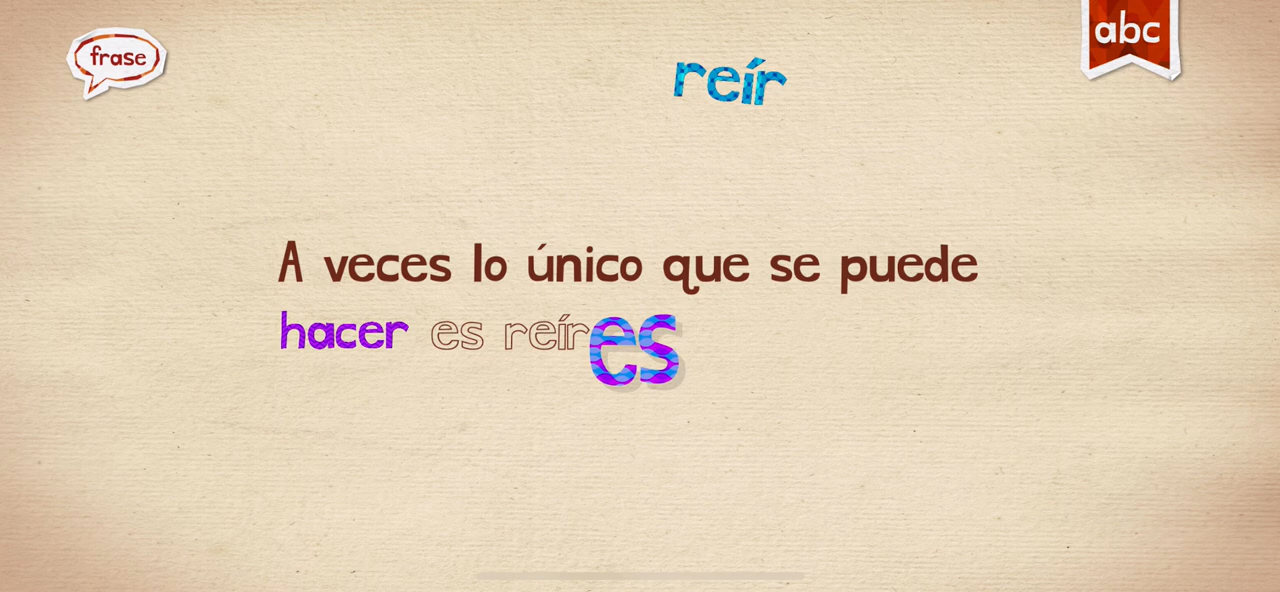 frase
abc
reír
A veces lo único que se puede
hacer es reír es